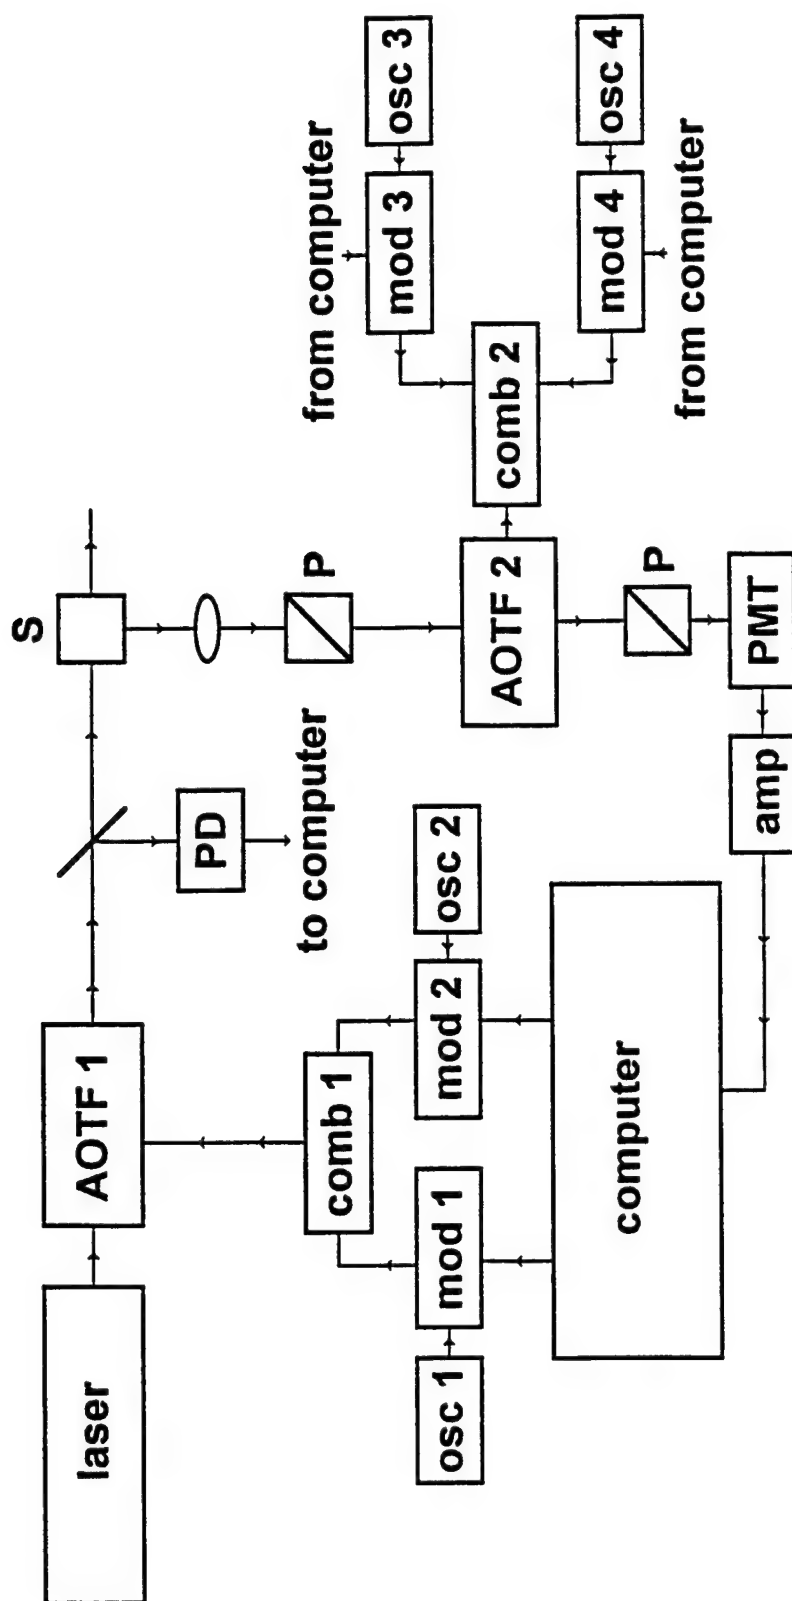 S
laser
AOTF 1
PD
to computer
P
osc 1
mod 1
comb 1
mod 2
osc 2
computer
AOTF 2
comb 2
from computer
mod 3
osc 3
mod 4
osc 4
from computer
P
PMT
amp